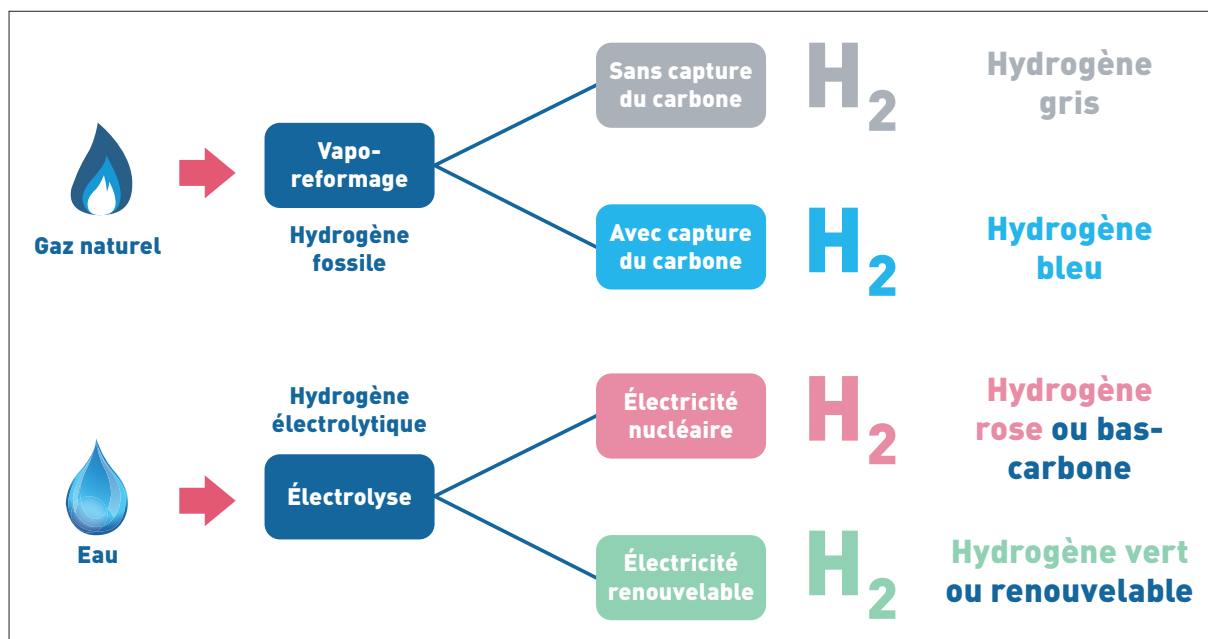 Sans capture
du carbone
H2
Hydrogène
gris
Vapo-
reformage
Gaz naturel
Hydrogène
fossile
Avec capture
du carbone
H2
Hydrogène
bleu
Hydrogène
électrolytique
Électricité
nucléaire
H2
Hydrogène
rose ou bas-
carbone
Électrolyse
Eau
Électricité
renouvelable
H2
Hydrogène vert
ou renouvelable